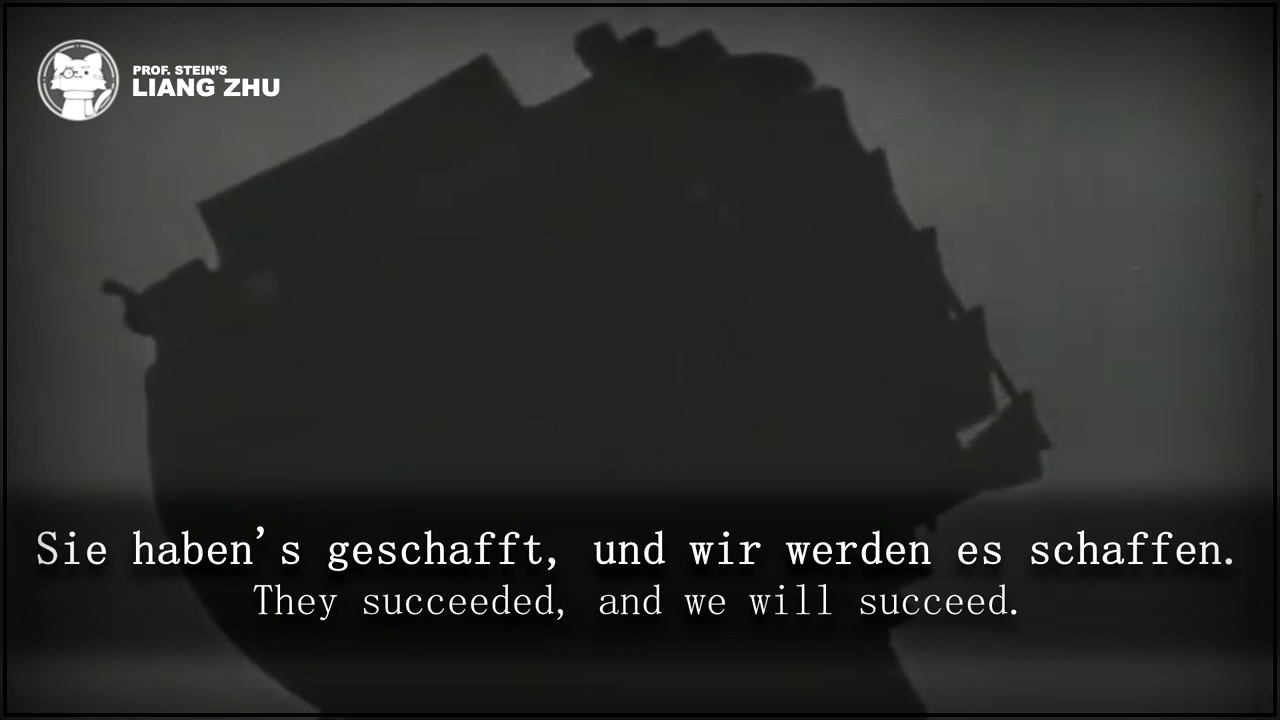 PROF. STEIN'S
LIANG ZHU
Sie haben's geschafft, und wir werden es schaffen.
They succeeded, and we will succeed.